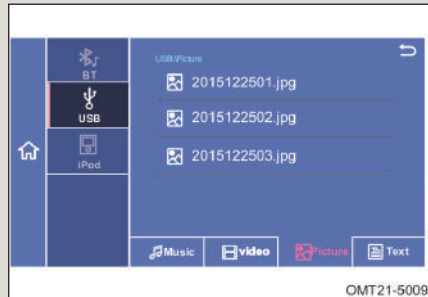 BT
USB
iPod
USB\Picture
2015122501.jpg
2015122502.jpg
2015122503.jpg
Music
video
Picture
Text
OMT21-5009